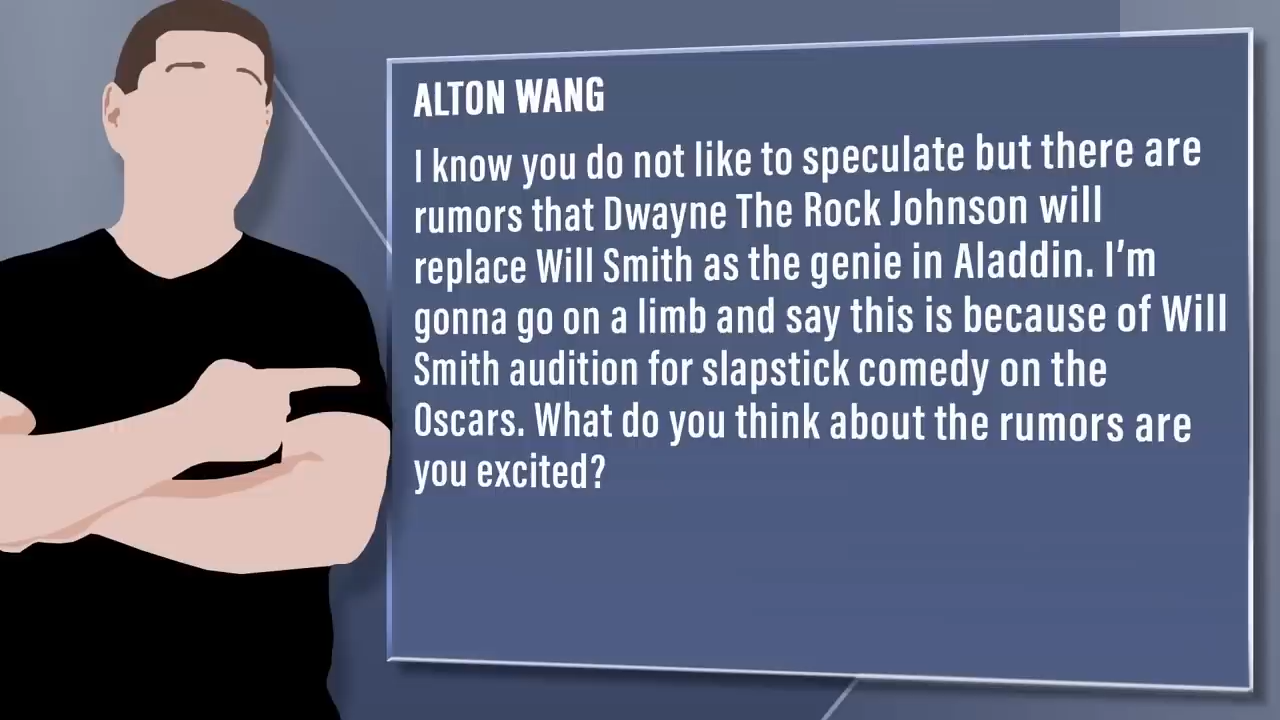 ALTON WANG
I know you do not like to speculate but there are
rumors that Dwayne The Rock Johnson will
replace Will Smith as the genie in Aladdin. I’m
gonna go on a limb and say this is because of Will
Smith audition for slapstick comedy on the
Oscars. What do you think about the rumors are
you excited?